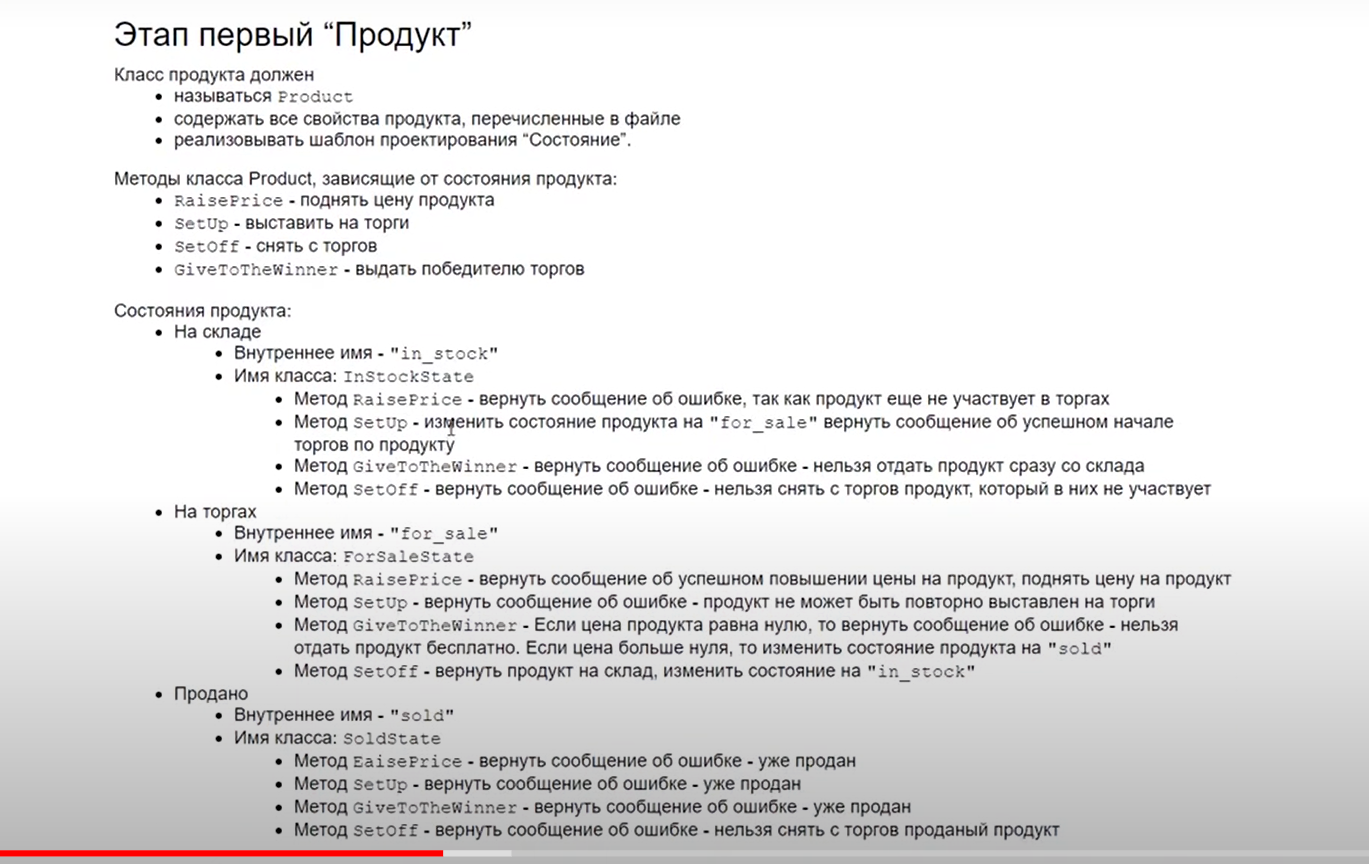 Этап первый “Продукт”
Класс продукта должен
• называться Product
• содержать все свойства продукта, перечисленные в файле
• реализовывать шаблон проектирования “Состояние”.
Методы класса Product, зависящие от состояния продукта:
• RaisePrice - поднять цену продукта
• SetUp - выставить на торги
• SetOff - снять с торгов
• GiveToTheWinner - выдать победителю торгов
Состояния продукта:
• На складе
• Внутреннее имя - "in_stock"
• Имя класса: InStockState
• Метод RaisePrice - вернуть сообщение об ошибке, так как продукт еще не участвует в торгах
• Метод SetUp - изменить состояние продукта на "for_sale" вернуть сообщение об успешном начале
торгов по продукту
• Метод GiveToTheWinner - вернуть сообщение об ошибке - нельзя отдать продукт сразу со склада
• Метод SetOff - вернуть сообщение об ошибке - нельзя снять с торгов продукт, который в них не участвует
• На торгах
• Внутреннее имя - "for_sale"
• Имя класса: ForSaleState
• Метод RaisePrice - вернуть сообщение об успешном повышении цены на продукт, поднять цену на продукт
• Метод SetUp - вернуть сообщение об ошибке - продукт не может быть повторно выставлен на торги
• Метод GiveToTheWinner - Если цена продукта равна нулю, то вернуть сообщение об ошибке - нельзя
отдать продукт бесплатно. Если цена больше нуля, то изменить состояние продукта на "sold"
• Метод SetOff - вернуть продукт на склад, изменить состояние на "in_stock"
• Продано
• Внутреннее имя - "sold"
• Имя класса: SoldState
• Метод EaisePrice - вернуть сообщение об ошибке - уже продан
• Метод SetUp - вернуть сообщение об ошибке - уже продан
• Метод GiveToTheWinner - вернуть сообщение об ошибке - уже продан
• Метод SetOff - вернуть сообщение об ошибке - нельзя снять с торгов проданый продукт